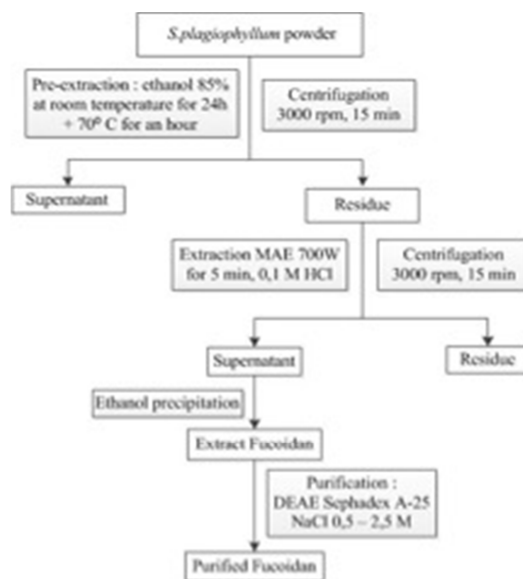 S.plagiophyllum powder
Pre-extraction : ethanol 85%
at room temperature for 24h
+ 70⁰ C for an hour
Centrifugation
3000 rpm, 15 min
Supernatant
Residue
Extraction MAE 700W
for 5 min, 0,1 M HCl
Centrifugation
3000 rpm, 15 min
Supernatant
Residue
Ethanol precipitation
Extract Fucoidan
Purification :
DEAE Sephadex A-25
NaCl 0,5 – 2,5 M
Purified Fucoidan